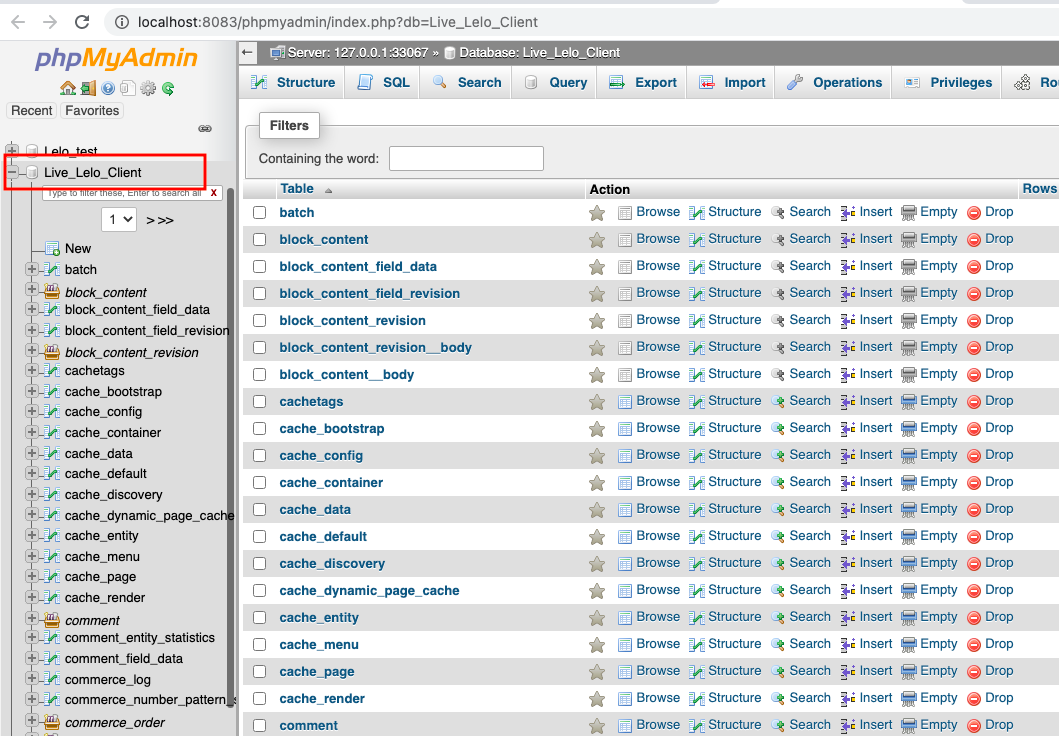 localhost:8083/phpmyadmin/index.php?db=Live_Lelo_Client
phpMyAdmin
Recent Favorites
Lelo_test
Live_Lelo_Client
Type to filter these, Enter to search all X
1 > >>
New
batch
block_content
block_content_field_data
block_content_field_revision
block_content_revision
cachetags
cache_bootstrap
cache_config
cache_container
cache_data
cache_default
cache_discovery
cache_dynamic_page_cache
cache_entity
cache_menu
cache_page
cache_render
comment
comment_entity_statistics
comment_field_data
commerce_log
commerce_number_pattern_s
commerce_order
Server: 127.0.0.1:33067 » Database: Live_Lelo_Client
Structure SQL Search Query Export Import Operations Privileges Ro
Filters
Containing the word:
Table Action Rows
batch Browse Structure Search Insert Empty Drop
block_content Browse Structure Search Insert Empty Drop
block_content_field_data Browse Structure Search Insert Empty Drop
block_content_field_revision Browse Structure Search Insert Empty Drop
block_content_revision Browse Structure Search Insert Empty Drop
block_content_revision__body Browse Structure Search Insert Empty Drop
block_content__body Browse Structure Search Insert Empty Drop
cachetags Browse Structure Search Insert Empty Drop
cache_bootstrap Browse Structure Search Insert Empty Drop
cache_config Browse Structure Search Insert Empty Drop
cache_container Browse Structure Search Insert Empty Drop
cache_data Browse Structure Search Insert Empty Drop
cache_default Browse Structure Search Insert Empty Drop
cache_discovery Browse Structure Search Insert Empty Drop
cache_dynamic_page_cache Browse Structure Search Insert Empty Drop
cache_entity Browse Structure Search Insert Empty Drop
cache_menu Browse Structure Search Insert Empty Drop
cache_page Browse Structure Search Insert Empty Drop
cache_render Browse Structure Search Insert Empty Drop
comment Browse Structure Search Insert Empty Drop